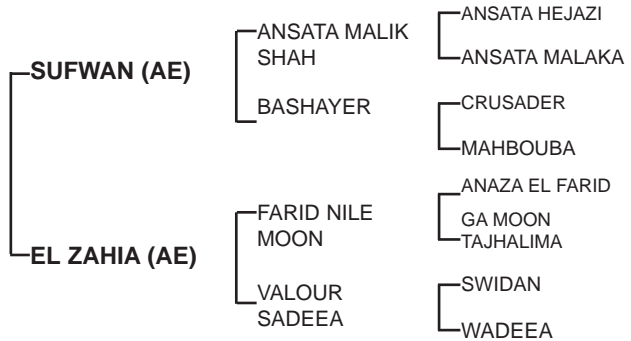 SUFWAN (AE)
EL ZAHIA (AE)
ANSATA MALIK
SHAH
BASHAYER
FARID NILE
MOON
VALOUR
SADEEA
ANSATA HEJAZI
ANSATA MALAKA
CRUSADER
MAHBOUBA
ANAZA EL FARID
GA MOON
TAJHALIMA
SWIDAN
WADEEA